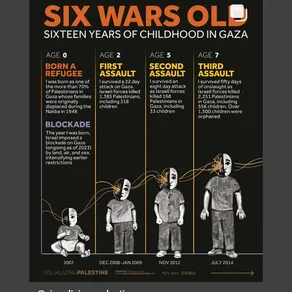 SIX WARS OLD
SIXTEEN YEARS OF CHILDHOOD IN GAZA
AGE 0
BORN A
REFUGEE
I was born as one of
the more than 70%
of Palestinians in
Gaza whose families
were originally
displaced during the
Nakba in 1948
BLOCKADE
The year I was born,
Israel imposed a
blockade on Gaza
(ongoing as of 2023)
by land, air, and sea,
intensifying earlier
restrictions
AGE 2
FIRST
ASSAULT
I survived a 22 day
attack on Gaza.
Israeli forces killed
1,385 Palestinians,
including 318
children
AGE 5
SECOND
ASSAULT
I survived an
eight day attack
as Israeli forces
killed 168
Palestinians in
Gaza, including
33 children
AGE 7
THIRD
ASSAULT
I survived fifty days
of onslaught as
Israeli forces killed
2,251 Palestinians
in Gaza, including
556 children. Over
1,500 children were
orphaned
2007
DEC 2008-JAN 2009
NOV 2012
JULY 2014
VISUALIZINGPALESTINE